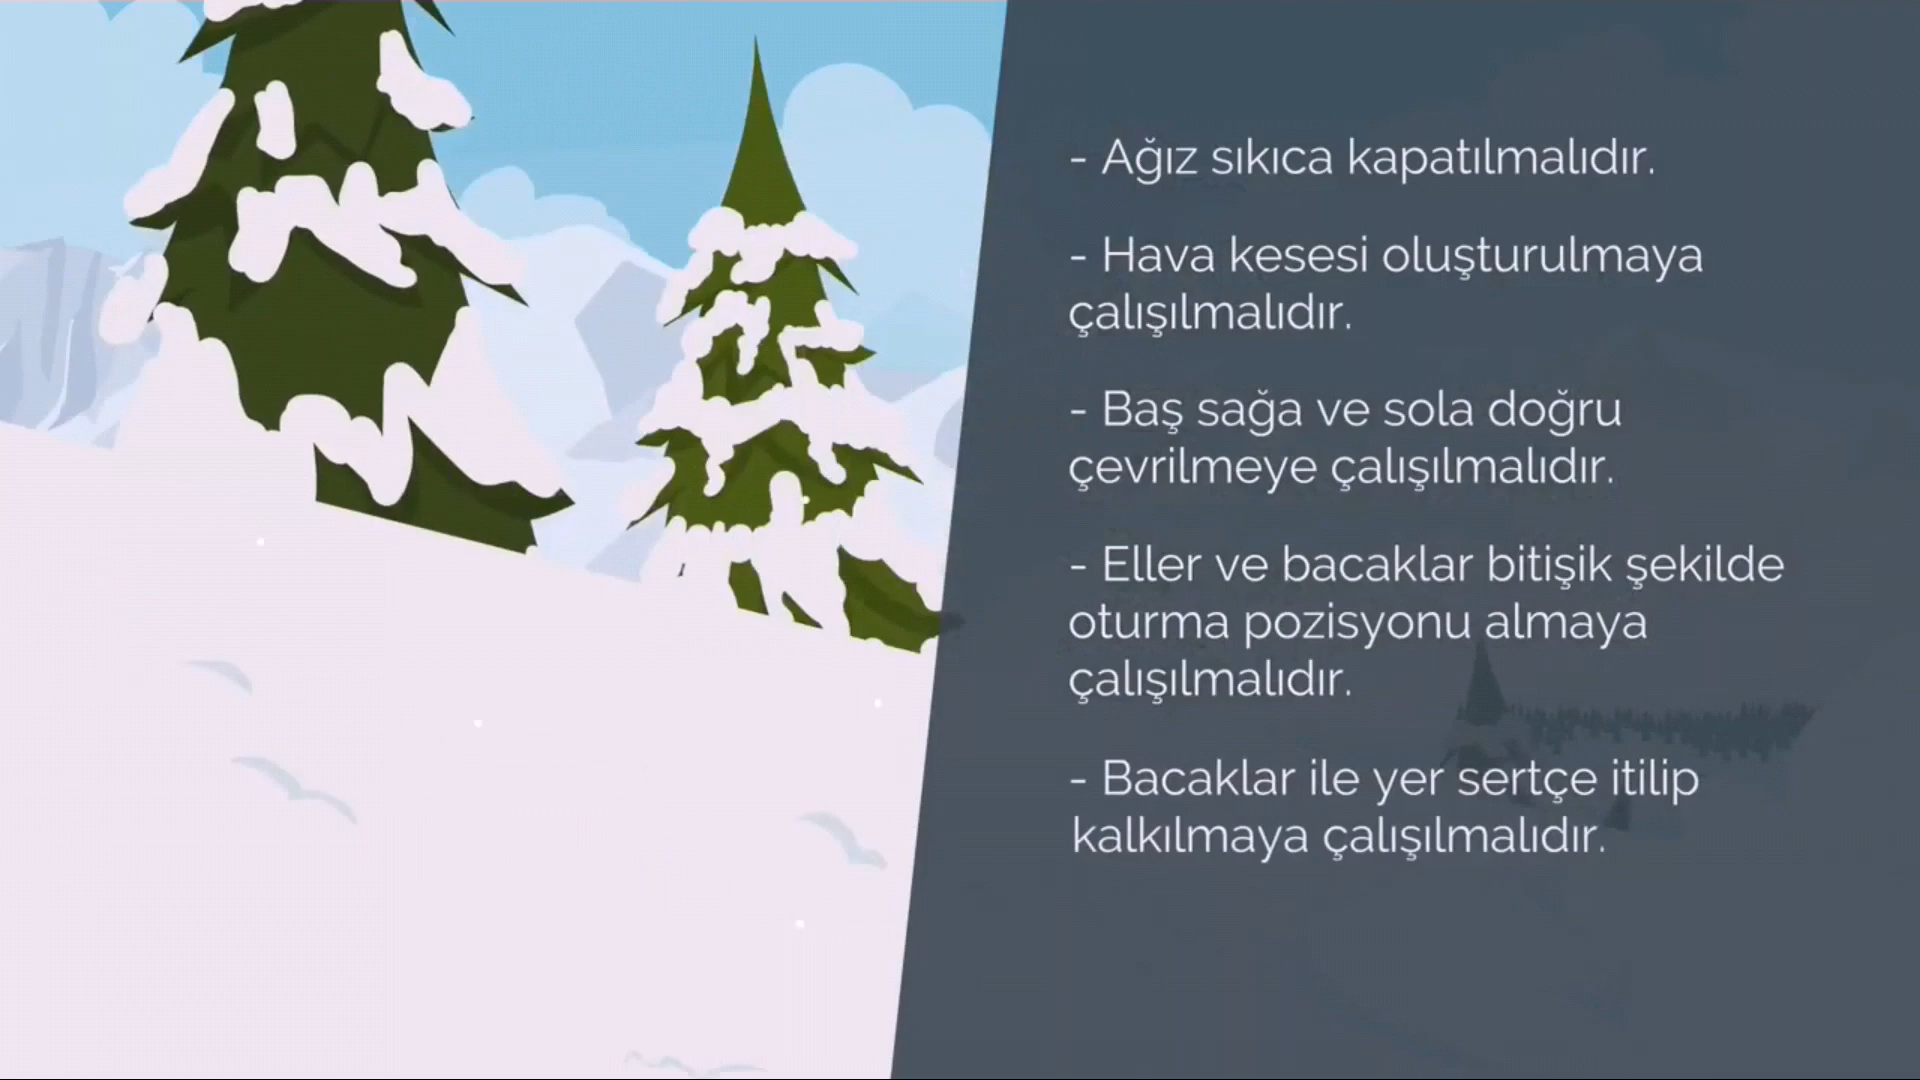 - Ağız sıkıca kapatılmalıdır.
- Hava kesesi oluşturulmaya
çalışılmalıdır.
- Baş sağa ve sola doğru
çevrilmeye çalışılmalıdır.
- Eller ve bacaklar bitişik şekilde
oturma pozisyonu almaya
çalışılmalıdır.
- Bacaklar ile yer sertçe itilip
kalkılmaya çalışılmalıdır.